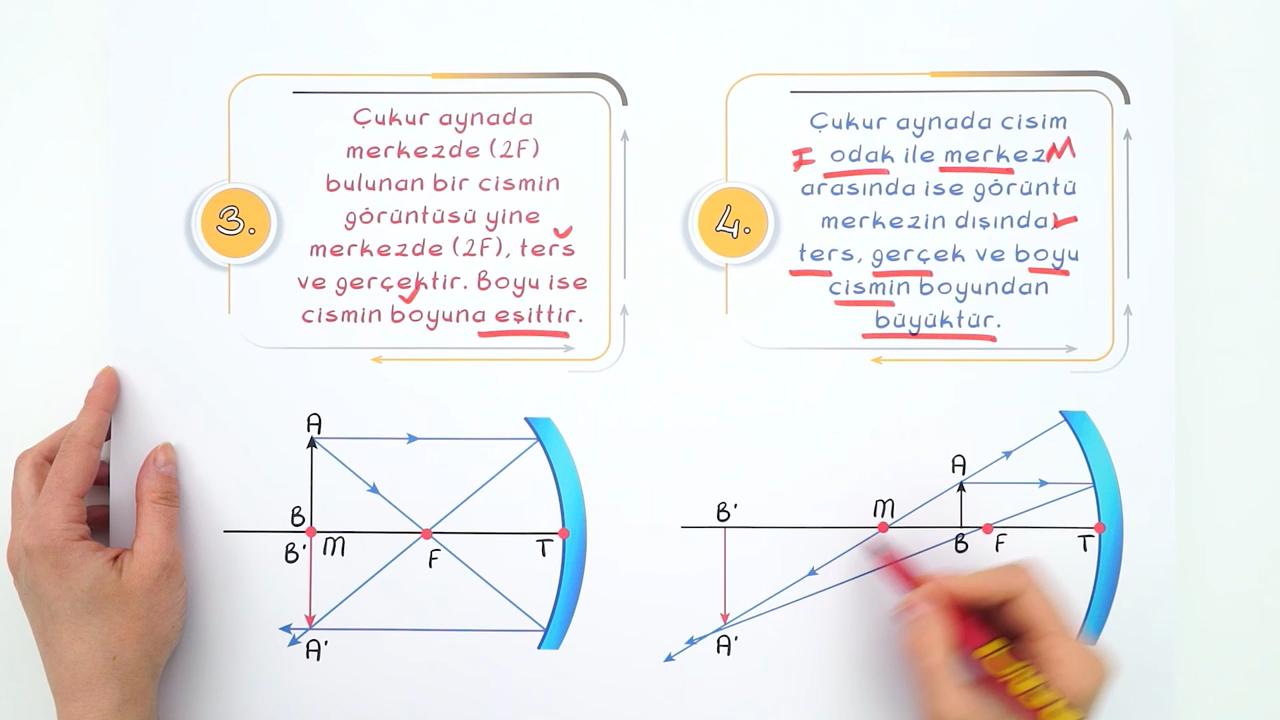 3.
Çukur aynada
merkezde (2F)
bulunan bir cismin
görüntüsü yine
merkezde (2F), ters
ve gerçektir. Boyu ise
cismin boyuna eşittir.
4.
Çukur aynada cisim
F odak ile merkez M
arasında ise görüntü
merkezin dışında,
ters, gerçek ve boyu
cismin boyundan
büyüktür.
A
B
B' M
F
T
A'
B'
M
A
B
F
T
A'